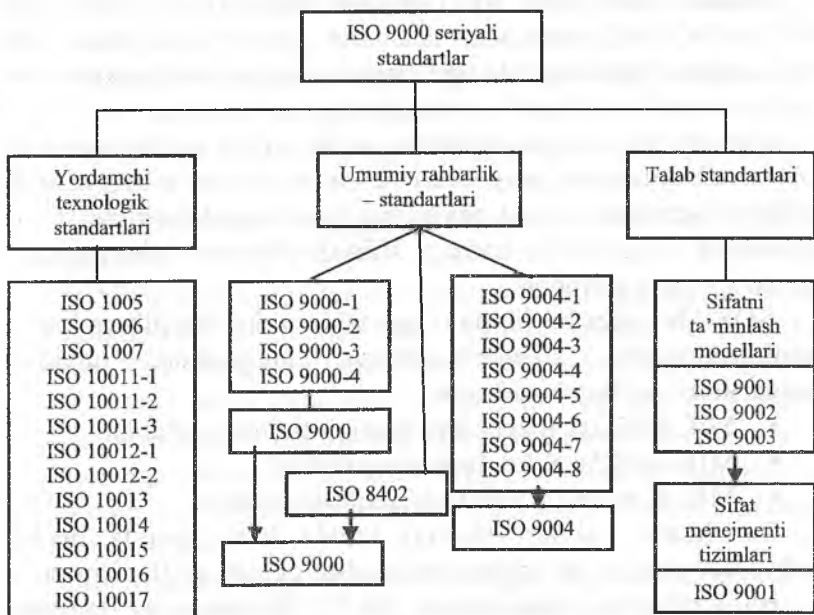 ISO 9000 seriyali
standartlar
Yordamchi
texnologik
standartlari
Umumiy rahbarlik
– standartlari
Talab standartlari
ISO 1005
ISO 1006
ISO 1007
ISO 10011-1
ISO 10011-2
ISO 10011-3
ISO 10012-1
ISO 10012-2
ISO 10013
ISO 10014
ISO 10015
ISO 10016
ISO 10017
ISO 9000-1
ISO 9000-2
ISO 9000-3
ISO 9000-4
ISO 9000
ISO 8402
ISO 9000
ISO 9004-1
ISO 9004-2
ISO 9004-3
ISO 9004-4
ISO 9004-5
ISO 9004-6
ISO 9004-7
ISO 9004-8
ISO 9004
Sifatni
ta’minlash
modellari
ISO 9001
ISO 9002
ISO 9003
Sifat
menejmenti
tizimlari
ISO 9001